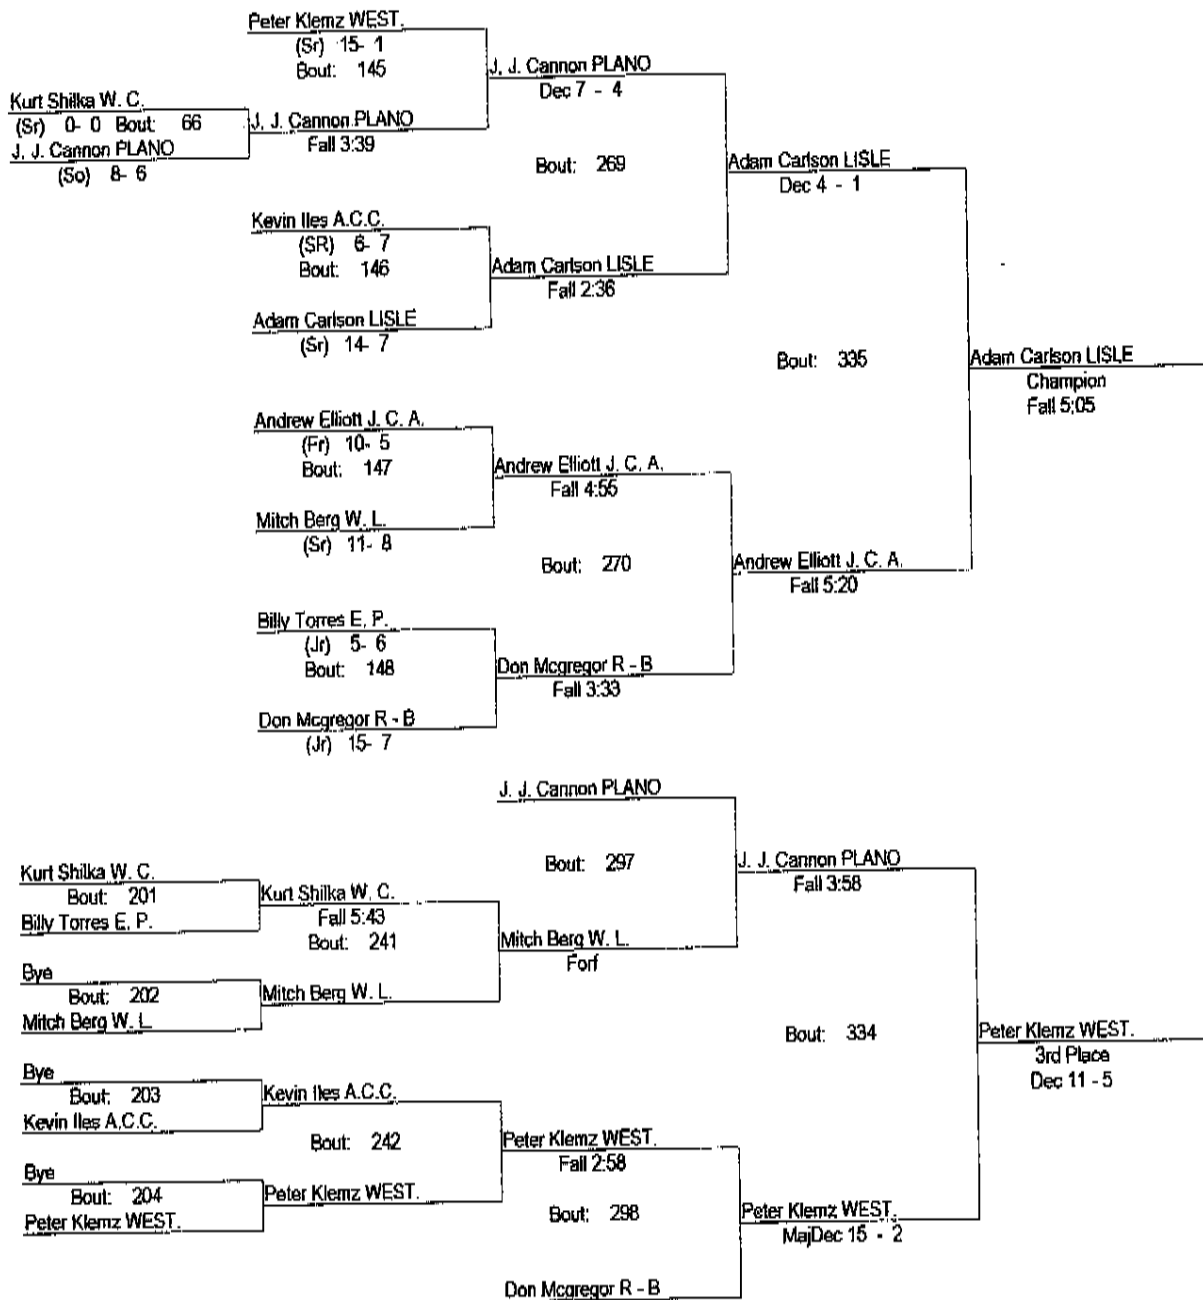 Peter Klemz WEST.
(Sr) 15- 1
Bout: 145
J. J. Cannon PLANO
Dec 7 - 4
Kurt Shilka W. C.
(Sr) 0- 0 Bout: 66
J. J. Cannon PLANO
Fall 3:39
J. J. Cannon PLANO
(So) 8- 6
Bout: 269
Adam Carlson LISLE
Dec 4 - 1
Kevin Iles A.C.C.
(SR) 6- 7
Bout: 146
Adam Carlson LISLE
Fall 2:36
Adam Carlson LISLE
(Sr) 14- 7
Bout: 335
Adam Carlson LISLE
Champion
Fall 5:05
Andrew Elliott J. C. A.
(Fr) 10- 5
Bout: 147
Andrew Elliott J. C. A.
Fall 4:55
Mitch Berg W. L.
(Sr) 11- 8
Bout: 270
Andrew Elliott J. C. A.
Fall 5:20
Billy Torres E. P.
(Jr) 5- 6
Bout: 148
Don Mcgregor R - B
Fall 3:33
Don Mcgregor R - B
(Jr) 15- 7
J. J. Cannon PLANO
Bout: 297
J. J. Cannon PLANO
Fall 3:58
Kurt Shilka W. C.
Bout: 201
Billy Torres E. P.
Kurt Shilka W. C.
Fall 5:43
Bout: 241
Mitch Berg W. L.
Forf
Bye
Bout: 202
Mitch Berg W. L.
Mitch Berg W. L.
Bout: 334
Peter Klemz WEST.
3rd Place
Dec 11 - 5
Bye
Bout: 203
Kevin Iles A.C.C.
Kevin Iles A.C.C.
Bout: 242
Peter Klemz WEST.
Fall 2:58
Bye
Bout: 204
Peter Klemz WEST.
Peter Klemz WEST.
Bout: 298
Peter Klemz WEST.
MajDec 15 - 2
Don Mcgregor R - B